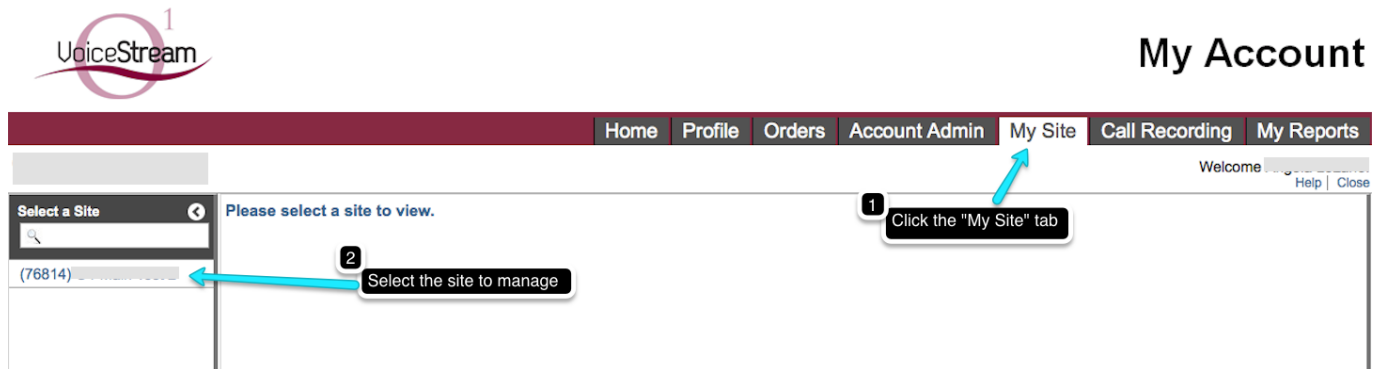 1
VoiceStream
My Account
Home Profile Orders Account Admin My Site Call Recording My Reports
Welcome
Help | Close
Select a Site
Please select a site to view.
1
Click the "My Site" tab
2
Select the site to manage
(76814)